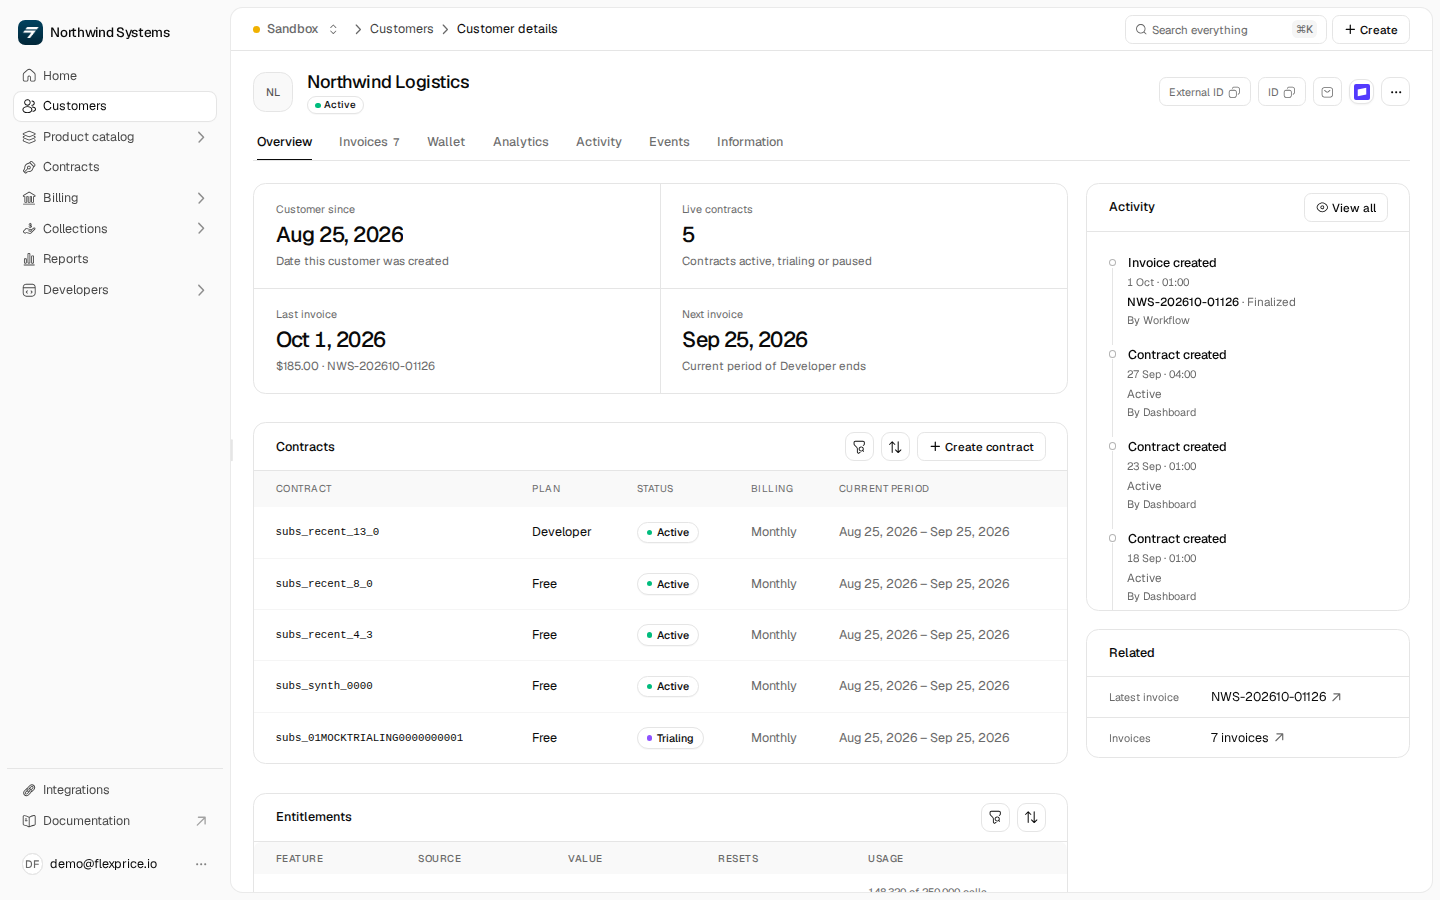 Northwind Systems
Home
Customers
Product catalog
Contracts
Billing
Collections
Reports
Developers
Integrations
Documentation
DF demo@flexprice.io
Sandbox Customers Customer details
Search everything ⌘K
Create
NL
Northwind Logistics
Active
External ID
ID
Overview Invoices 7 Wallet Analytics Activity Events Information
Customer since
Aug 25, 2026
Date this customer was created
Live contracts
5
Contracts active, trialing or paused
Last invoice
Oct 1, 2026
$185.00 · NWS-202610-01126
Next invoice
Sep 25, 2026
Current period of Developer ends
Contracts
Create contract
CONTRACT PLAN STATUS BILLING CURRENT PERIOD
subs_recent_13_0 Developer Active Monthly Aug 25, 2026 – Sep 25, 2026
subs_recent_8_0 Free Active Monthly Aug 25, 2026 – Sep 25, 2026
subs_recent_4_3 Free Active Monthly Aug 25, 2026 – Sep 25, 2026
subs_synth_0000 Free Active Monthly Aug 25, 2026 – Sep 25, 2026
subs_01MOCKTRIALING0000000001 Free Trialing Monthly Aug 25, 2026 – Sep 25, 2026
Entitlements
FEATURE SOURCE VALUE RESETS USAGE
Activity
View all
Invoice created
1 Oct · 01:00
NWS-202610-01126 · Finalized
By Workflow
Contract created
27 Sep · 04:00
Active
By Dashboard
Contract created
23 Sep · 01:00
Active
By Dashboard
Contract created
18 Sep · 01:00
Active
By Dashboard
Related
Latest invoice NWS-202610-01126
Invoices 7 invoices